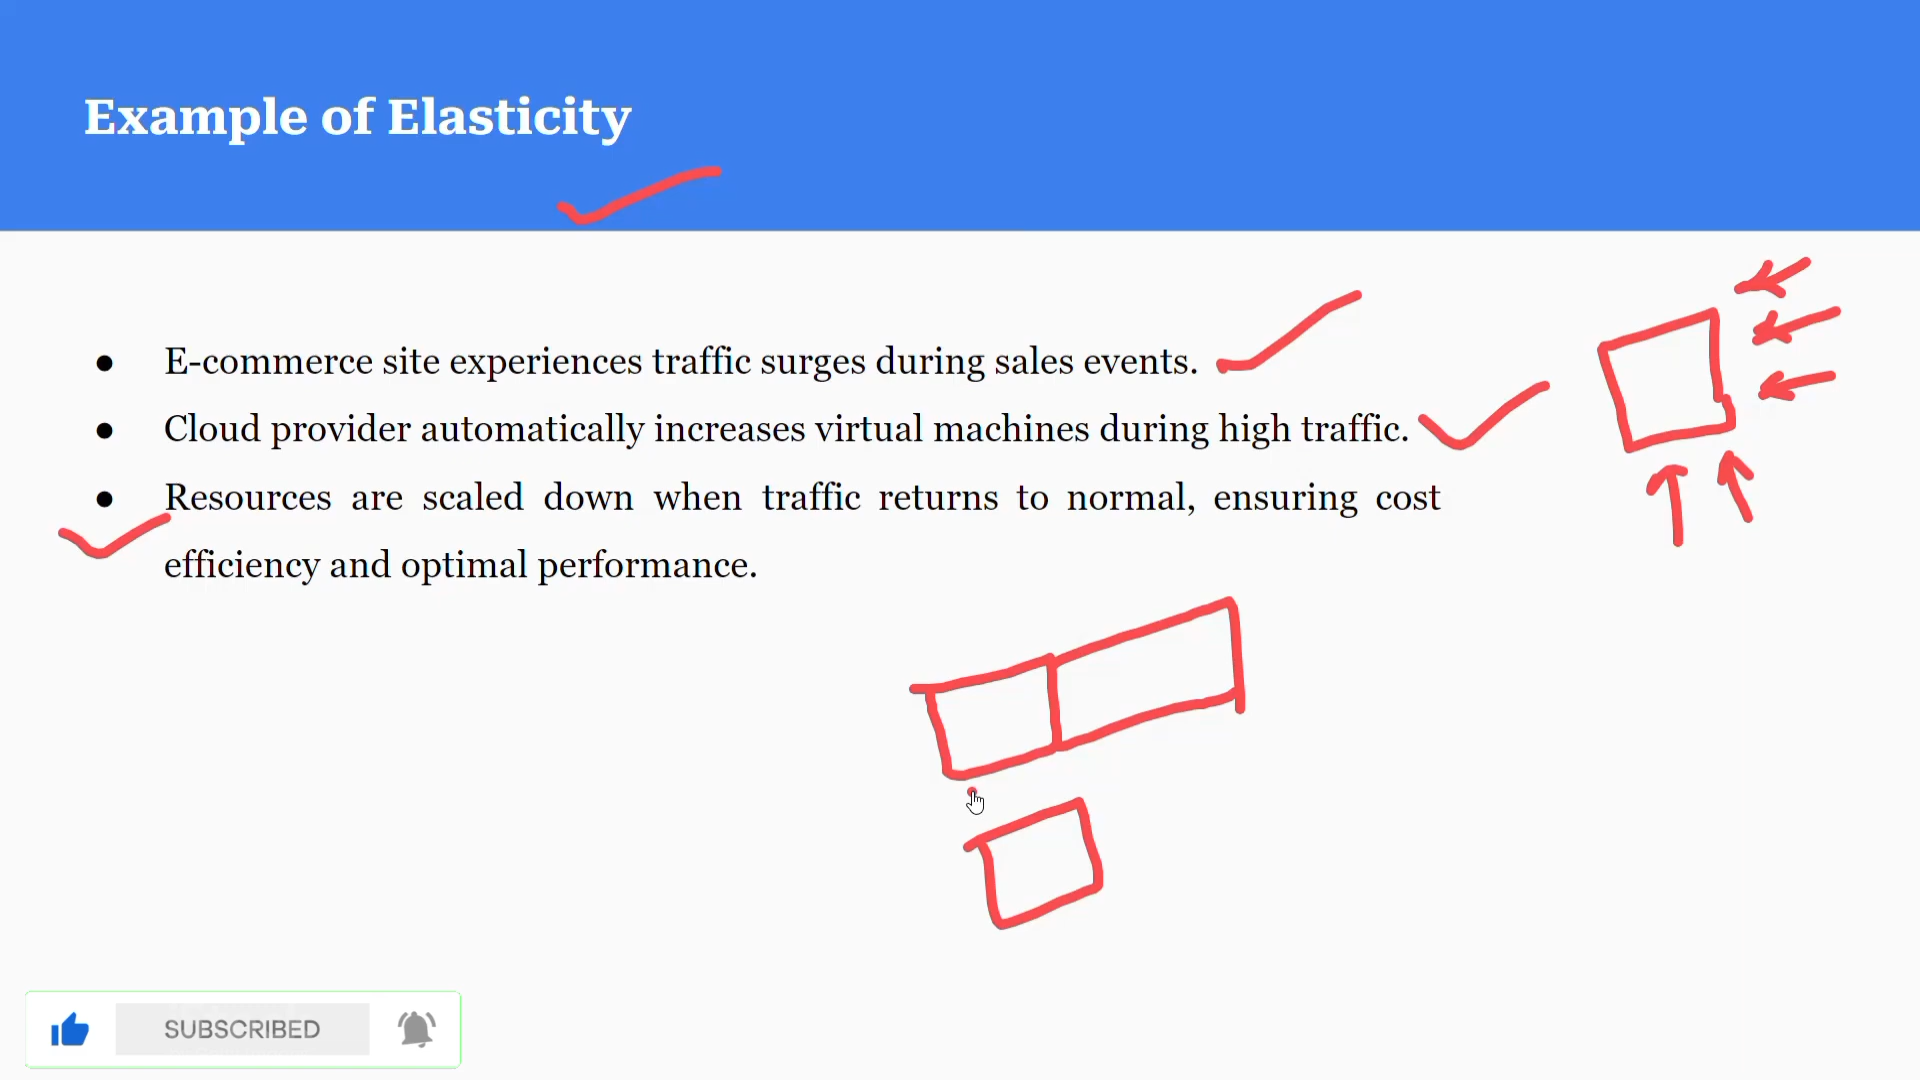 Example of Elasticity
● E-commerce site experiences traffic surges during sales events.
● Cloud provider automatically increases virtual machines during high traffic.
● Resources are scaled down when traffic returns to normal, ensuring cost
efficiency and optimal performance.
SUBSCRIBED